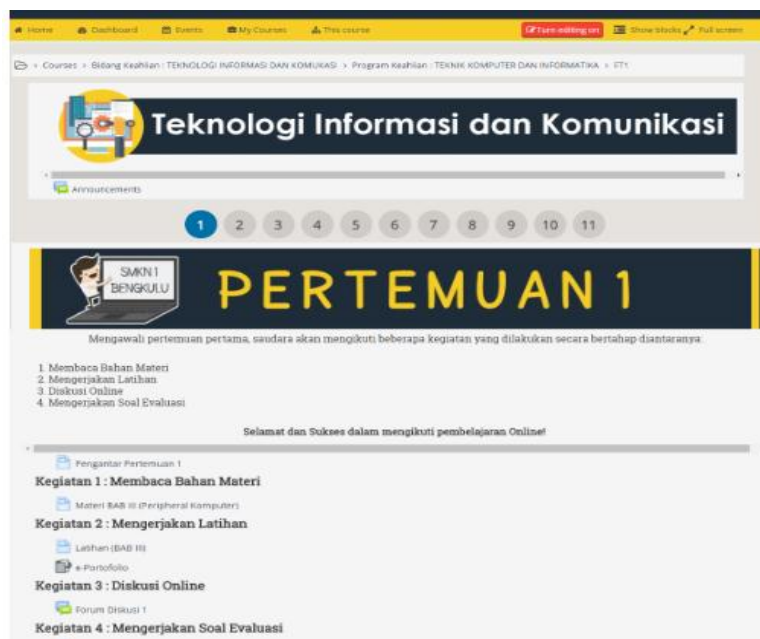 Home Dashboard Events My Courses This course Turn editing on Show blocks Full screen
Courses Bidang Keahlian : TEKNOLOGI INFORMASI DAN KOMUKASI Program Keahlian : TEKNIK KOMPUTER DAN INFORMATIKA FT1
Teknologi Informasi dan Komunikasi
Announcements
1 2 3 4 5 6 7 8 9 10 11
SMKN 1
BENGKULU
PERTEMUAN 1
Mengawali pertemuan pertama, saudara akan mengikuti beberapa kegiatan yang dilakukan secara bertahap diantaranya:
1. Membaca Bahan Materi
2. Mengerjakan Latihan
3. Diskusi Online
4. Mengerjakan Soal Evaluasi
Selamat dan Sukses dalam mengikuti pembelajaran Online!
Pengantar Pertemuan 1
Kegiatan 1 : Membaca Bahan Materi
Materi BAB III (Peripheral Komputer)
Kegiatan 2 : Mengerjakan Latihan
Latihan (BAB III)
e-Portofolio
Kegiatan 3 : Diskusi Online
Forum Diskusi 1
Kegiatan 4 : Mengerjakan Soal Evaluasi